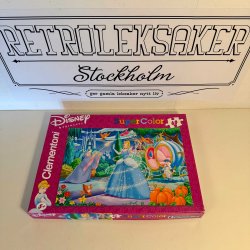 RETROLEKSAKER
Stockholm
ger gamla leksaker nytt liv
Disney
SuperColor
Clementoni